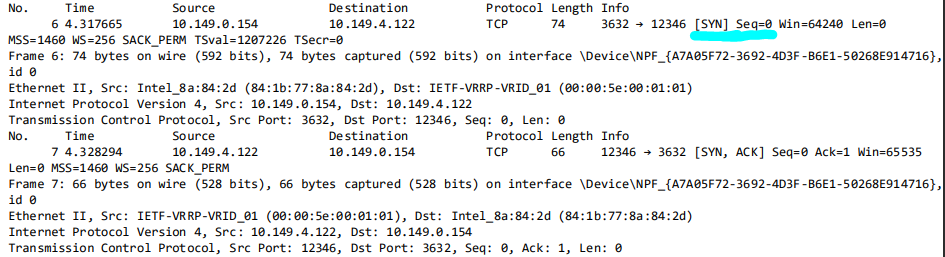 No. Time Source Destination Protocol Length Info
6 4.317665 10.149.0.154 10.149.4.122 TCP 74 3632 → 12346 [SYN] Seq=0 Win=64240 Len=0
MSS=1460 WS=256 SACK_PERM TSval=1207226 TSecr=0
Frame 6: 74 bytes on wire (592 bits), 74 bytes captured (592 bits) on interface \Device\NPF_{A7A05F72-3692-4D3F-B6E1-50268E914716},
id 0
Ethernet II, Src: Intel_8a:84:2d (84:1b:77:8a:84:2d), Dst: IETF-VRRP-VRID_01 (00:00:5e:00:01:01)
Internet Protocol Version 4, Src: 10.149.0.154, Dst: 10.149.4.122
Transmission Control Protocol, Src Port: 3632, Dst Port: 12346, Seq: 0, Len: 0
No. Time Source Destination Protocol Length Info
7 4.328294 10.149.4.122 10.149.0.154 TCP 66 12346 → 3632 [SYN, ACK] Seq=0 Ack=1 Win=65535
Len=0 MSS=1460 WS=256 SACK_PERM
Frame 7: 66 bytes on wire (528 bits), 66 bytes captured (528 bits) on interface \Device\NPF_{A7A05F72-3692-4D3F-B6E1-50268E914716},
id 0
Ethernet II, Src: IETF-VRRP-VRID_01 (00:00:5e:00:01:01), Dst: Intel_8a:84:2d (84:1b:77:8a:84:2d)
Internet Protocol Version 4, Src: 10.149.4.122, Dst: 10.149.0.154
Transmission Control Protocol, Src Port: 12346, Dst Port: 3632, Seq: 0, Ack: 1, Len: 0